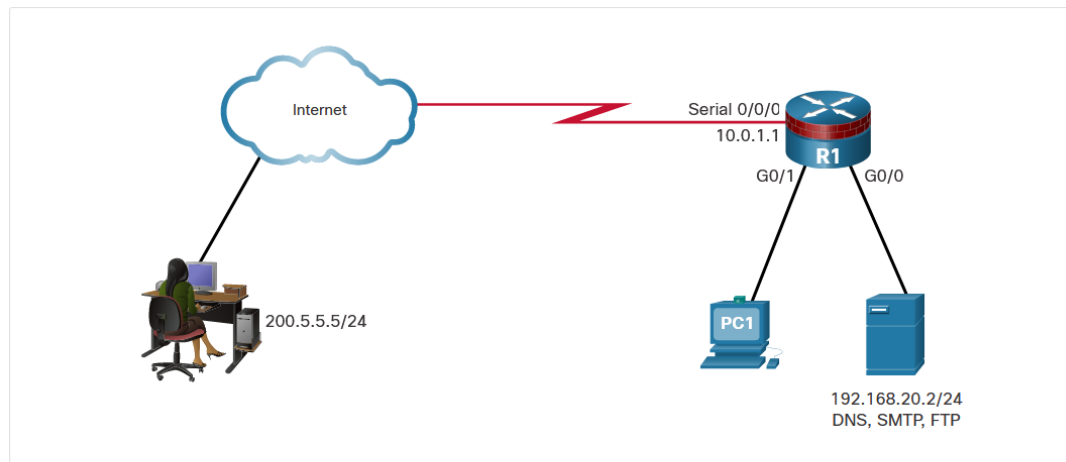 Internet
Serial 0/0/0
10.0.1.1
R1
G0/1
G0/0
200.5.5.5/24
PC1
192.168.20.2/24
DNS, SMTP, FTP